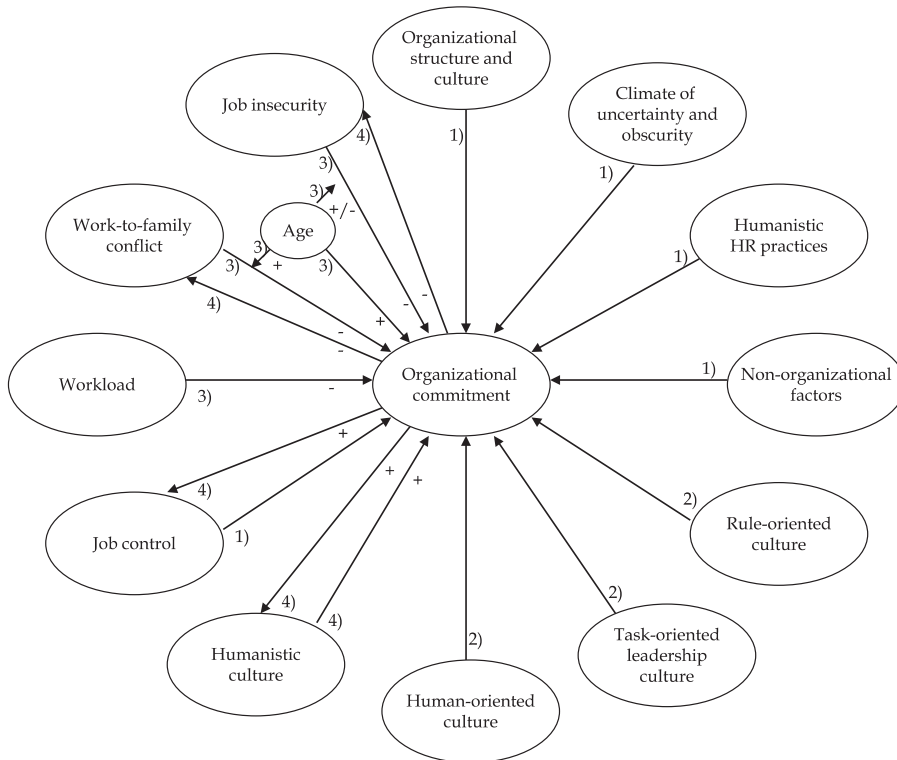 Organizational
structure and
culture
Job insecurity
Climate of
uncertainty and
obscurity
4)
1)
3)
1)
3)
+/-
Work-to-family
conflict
Age
Humanistic
HR practices
3)
3)
+
3)
1)
4)
-
-
+
-
-
Workload
3)
-
Organizational
commitment
1)
Non-organizational
factors
+
4)
+
+
2)
Job control
1)
Rule-oriented
culture
4)
4)
2)
2)
Humanistic
culture
Task-oriented
leadership
culture
Human-oriented
culture